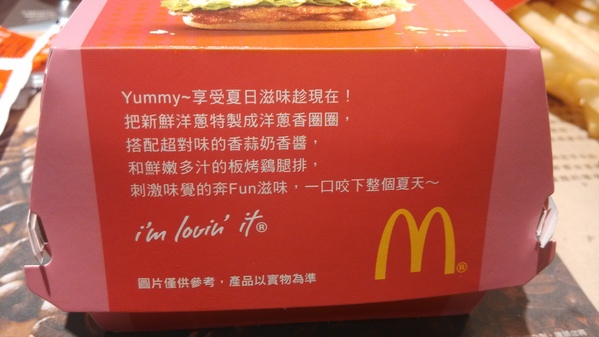 Yummy~享受夏日滋味趁現在！
把新鮮洋蔥特製成洋蔥香圈圈，
搭配超對味的香蒜奶香醬，
和鮮嫩多汁的板烤雞腿排，
刺激味覺的奔Fun滋味，一口咬下整個夏天～
i'm lovin' it®
M®
圖片僅供參考，產品以實物為準